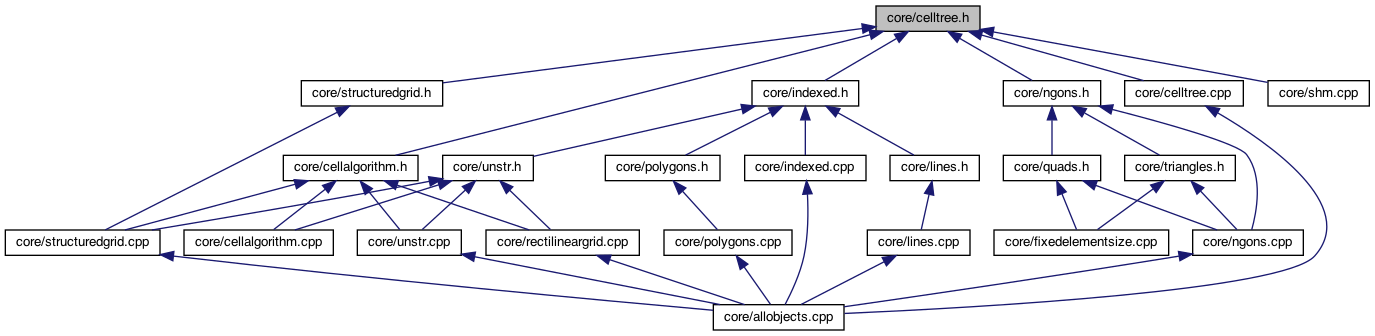 core/celltree.h
core/structuredgrid.h
core/indexed.h
core/ngons.h
core/celltree.cpp
core/shm.cpp
core/cellalgorithm.h
core/unstr.h
core/polygons.h
core/indexed.cpp
core/lines.h
core/quads.h
core/triangles.h
core/structuredgrid.cpp
core/cellalgorithm.cpp
core/unstr.cpp
core/rectilineargrid.cpp
core/polygons.cpp
core/lines.cpp
core/fixedelementsize.cpp
core/ngons.cpp
core/allobjects.cpp